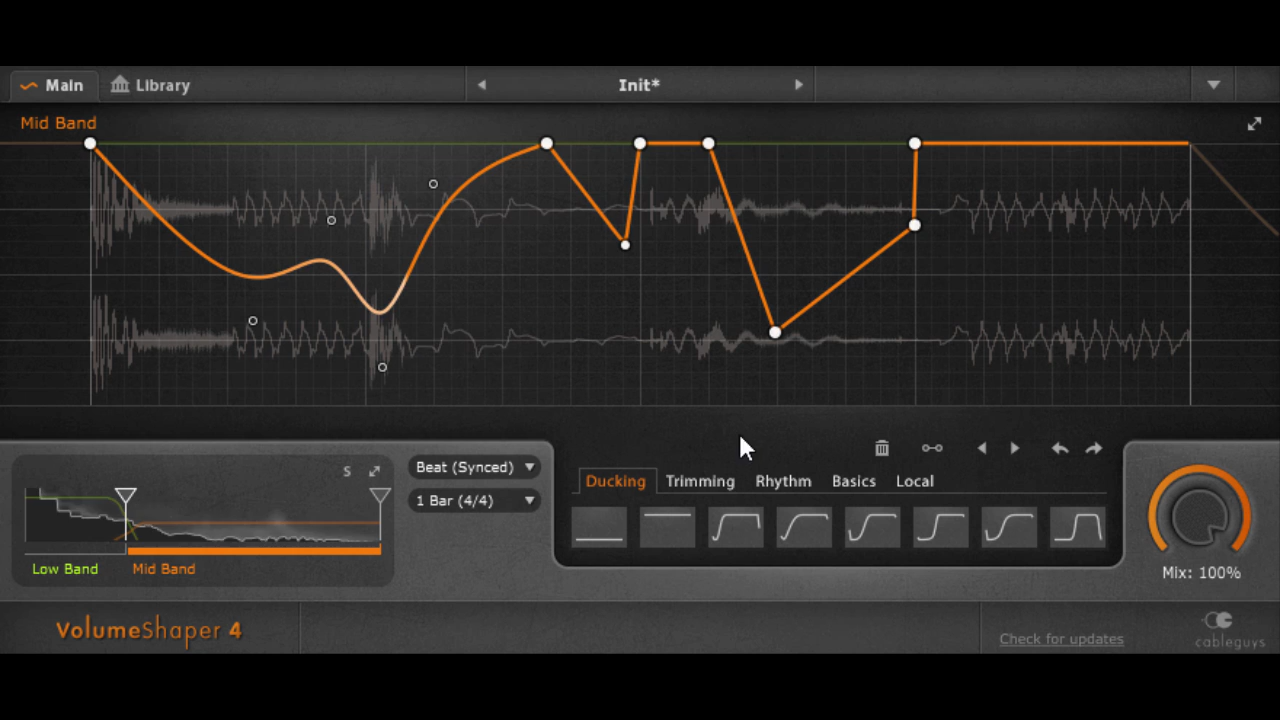 Main
Library
Init*
Mid Band
S
Beat (Synced)
1 Bar (4/4)
Ducking Trimming Rhythm Basics Local
Low Band
Mid Band
Mix: 100%
VolumeShaper 4
Check for updates
cableguys